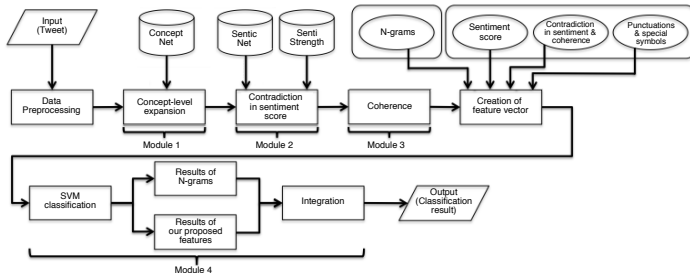 Input
(Tweet)
Concept
Net
Sentic
Net
Senti
Strength
N-grams
Sentiment
score
Contradiction
in sentiment &
coherence
Punctuations
& special
symbols
Data
Preprocessing
Concept-level
expansion
Contradiction
in sentiment
score
Coherence
Creation of
feature vector
Module 1
Module 2
Module 3
SVM
classification
Results of
N-grams
Results of
our proposed
features
Integration
Output
(Classification
result)
Module 4